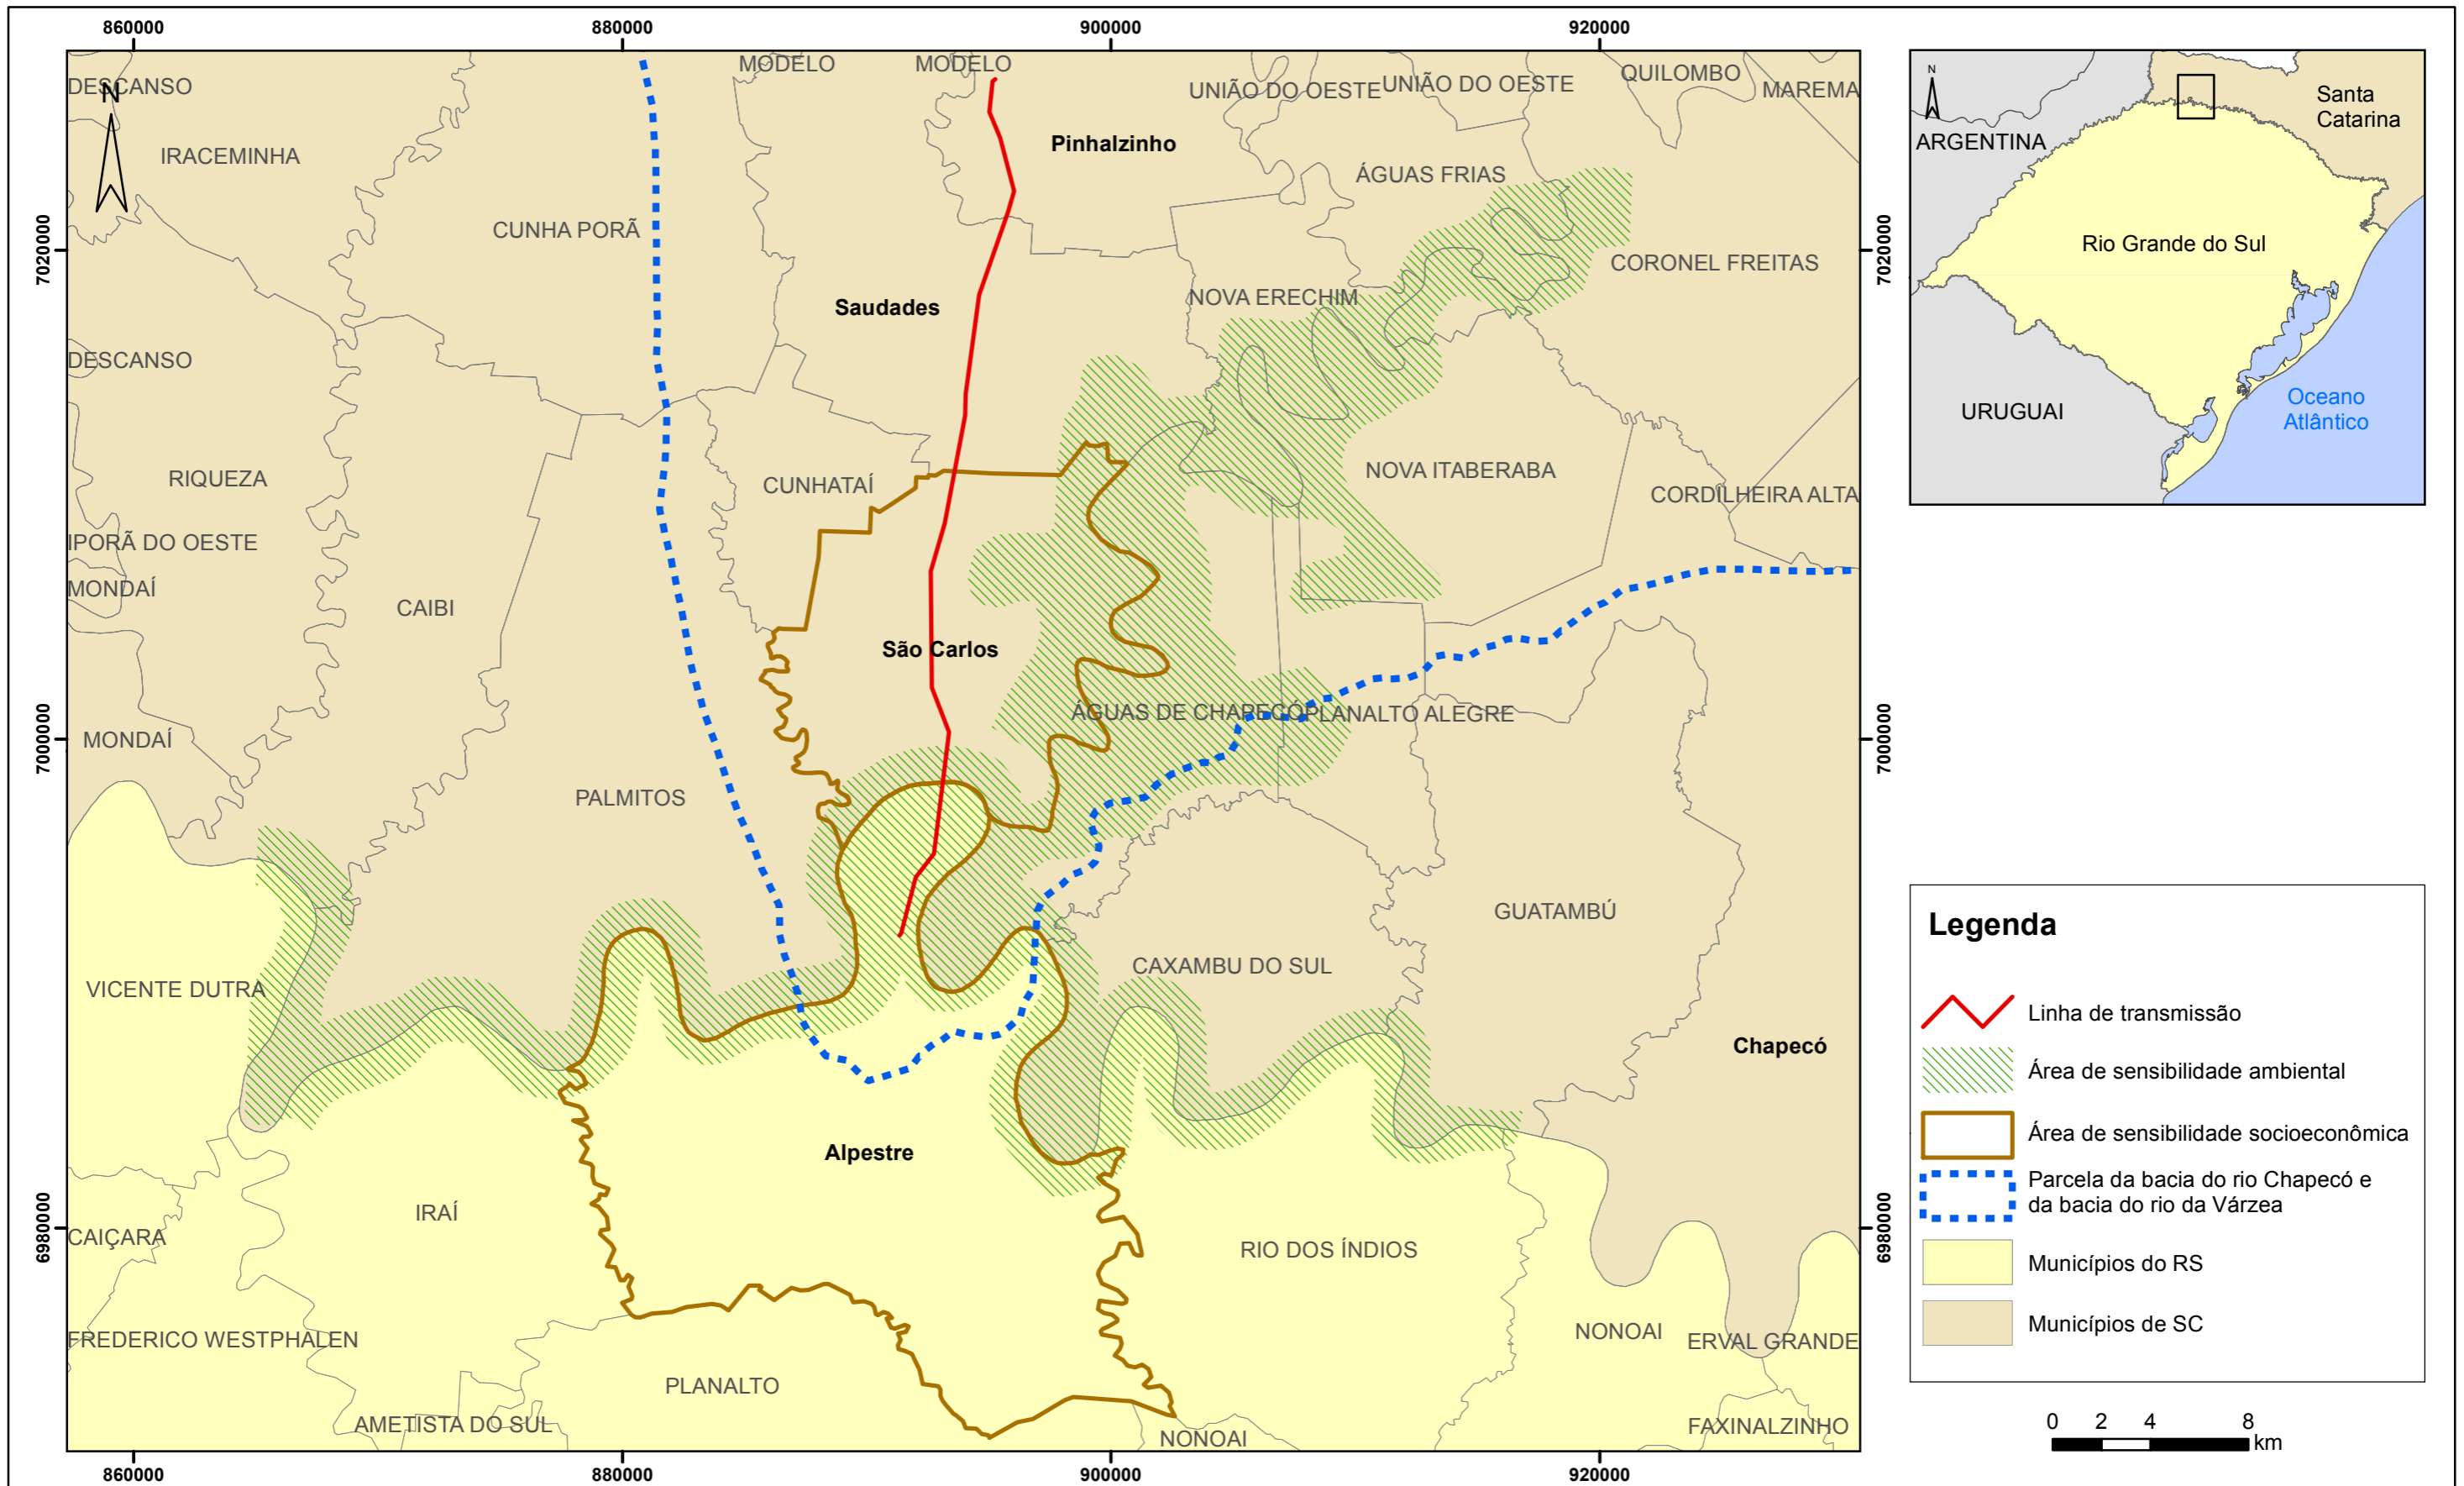 860000
880000
900000
920000
DESCANSO
N
MODELO
MODELO
UNIÃO DO OESTE
UNIÃO DO OESTE
QUILOMBO
MAREMA
IRACEMINHA
Pinhalzinho
ÁGUAS FRIAS
CUNHA PORÃ
7020000
7020000
CORONEL FREITAS
Saudades
NOVA ERECHIM
DESCANSO
RIQUEZA
CUNHATAÍ
NOVA ITABERABA
CORDILHEIRA ALTA
IPORÃ DO OESTE
MONDAÍ
CAIBI
São Carlos
ÁGUAS DE CHAPECÓ
PLANALTO ALEGRE
MONDAÍ
7000000
7000000
PALMITOS
GUATAMBÚ
CAXAMBU DO SUL
VICENTE DUTRA
Chapecó
Alpestre
IRAÍ
CAIÇARA
6980000
6980000
RIO DOS ÍNDIOS
FREDERICO WESTPHALEN
NONOAI
ERVAL GRANDE
PLANALTO
AMETISTA DO SUL
NONOAI
FAXINALZINHO
860000
880000
900000
920000
N
Santa
Catarina
ARGENTINA
Rio Grande do Sul
URUGUAI
Oceano
Atlântico
Legenda
Linha de transmissão
Área de sensibilidade ambiental
Área de sensibilidade socioeconômica
Parcela da bacia do rio Chapecó e
da bacia do rio da Várzea
Municípios do RS
Municípios de SC
0 2 4 8
km